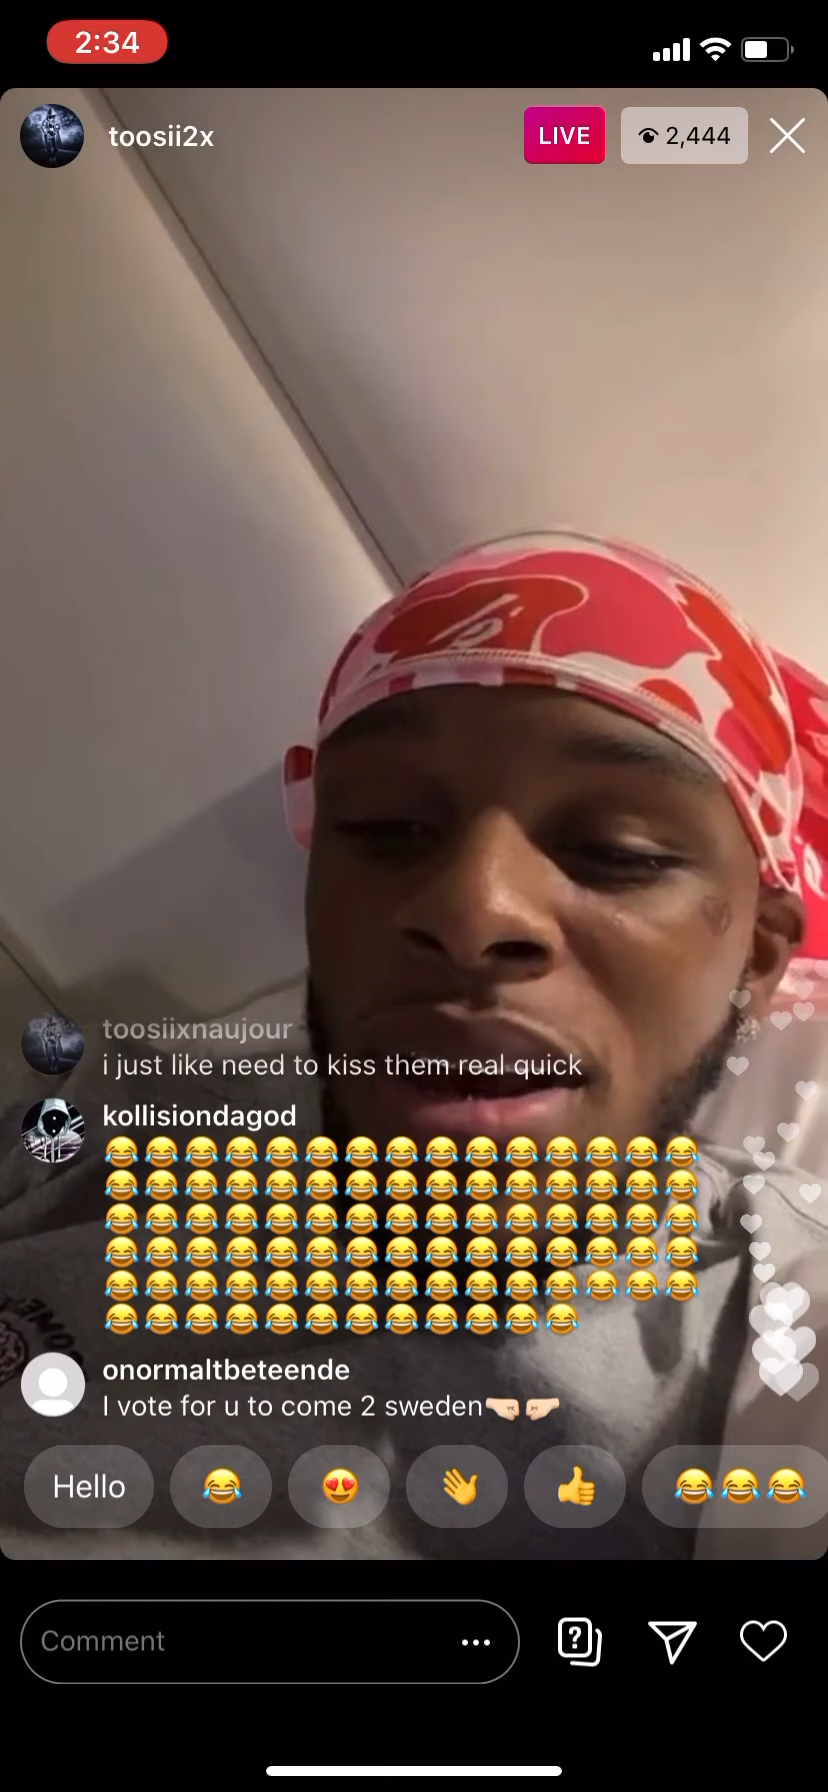 2:34
toosii2x
LIVE
2,444
toosiixnaujour
i just like need to kiss them real quick
kollisiondagod
😂😂😂😂😂😂😂😂😂😂😂😂😂😂😂
😂😂😂😂😂😂😂😂😂😂😂😂😂😂😂
😂😂😂😂😂😂😂😂😂😂😂😂😂😂😂
😂😂😂😂😂😂😂😂😂😂😂😂😂😂😂
😂😂😂😂😂😂😂😂😂😂😂😂😂😂😂
😂😂😂😂😂😂😂😂😂😂😂😂
onormaltbeteende
I vote for u to come 2 sweden🤜🏻🤛🏻
Hello 😂 😍 👋 👍 😂😂😂
Comment